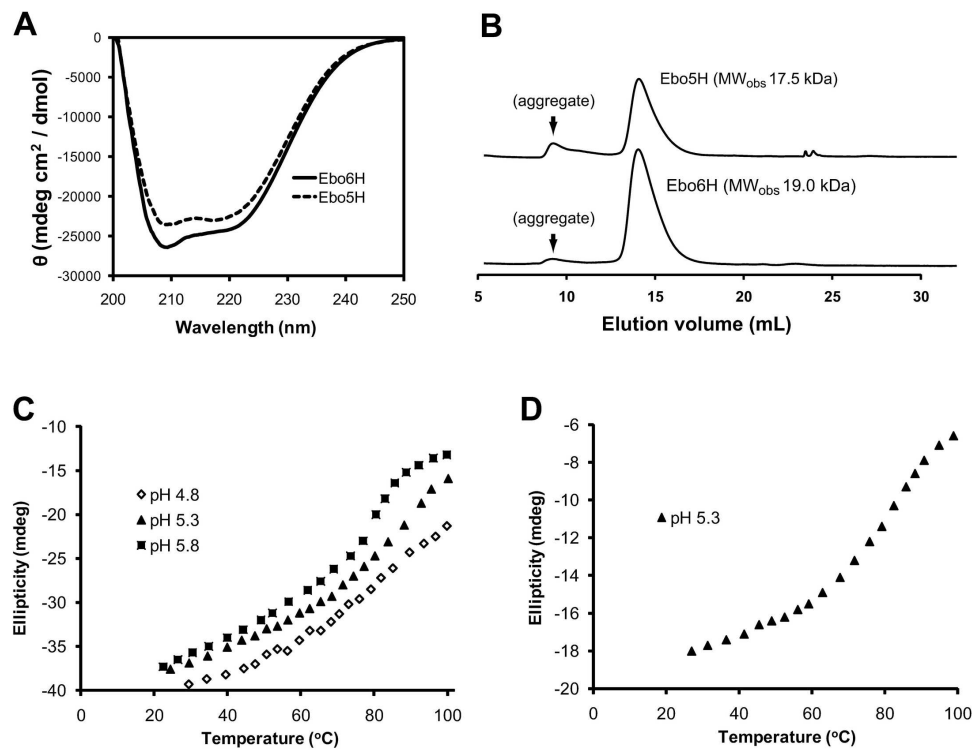 A
0
-5000
-10000
-15000
-20000
-25000
-30000
θ (mdeg cm² / dmol)
Ebo6H
Ebo5H
200 210 220 230 240 250
Wavelength (nm)
B
Ebo5H (MWobs 17.5 kDa)
(aggregate)
Ebo6H (MWobs 19.0 kDa)
(aggregate)
5 10 15 20 25 30
Elution volume (mL)
C
-10
-15
-20
-25
-30
-35
-40
Ellipticity (mdeg)
pH 4.8
pH 5.3
pH 5.8
0 20 40 60 80 100
Temperature (°C)
D
-6
-8
-10
-12
-14
-16
-18
-20
Ellipticity (mdeg)
pH 5.3
0 20 40 60 80 100
Temperature (°C)